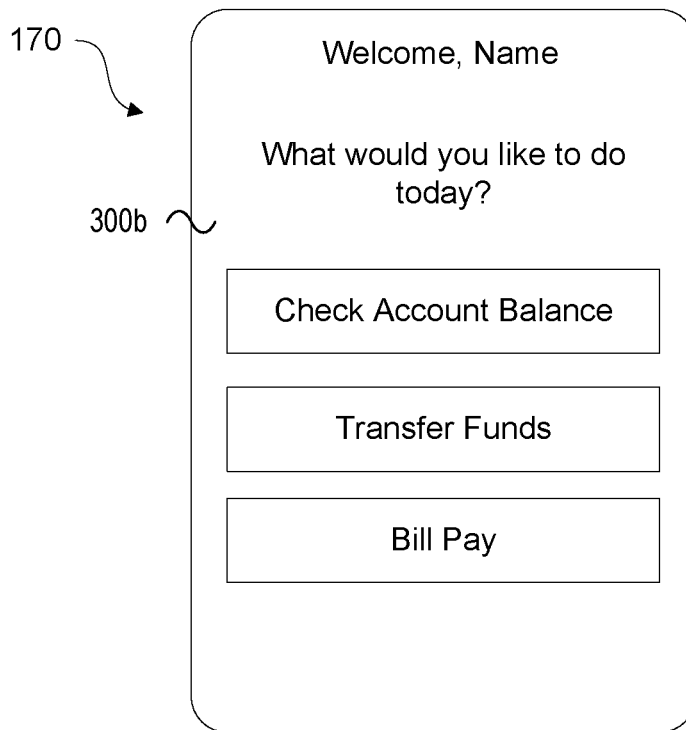 170
Welcome, Name
What would you like to do
today?
300b
Check Account Balance
Transfer Funds
Bill Pay